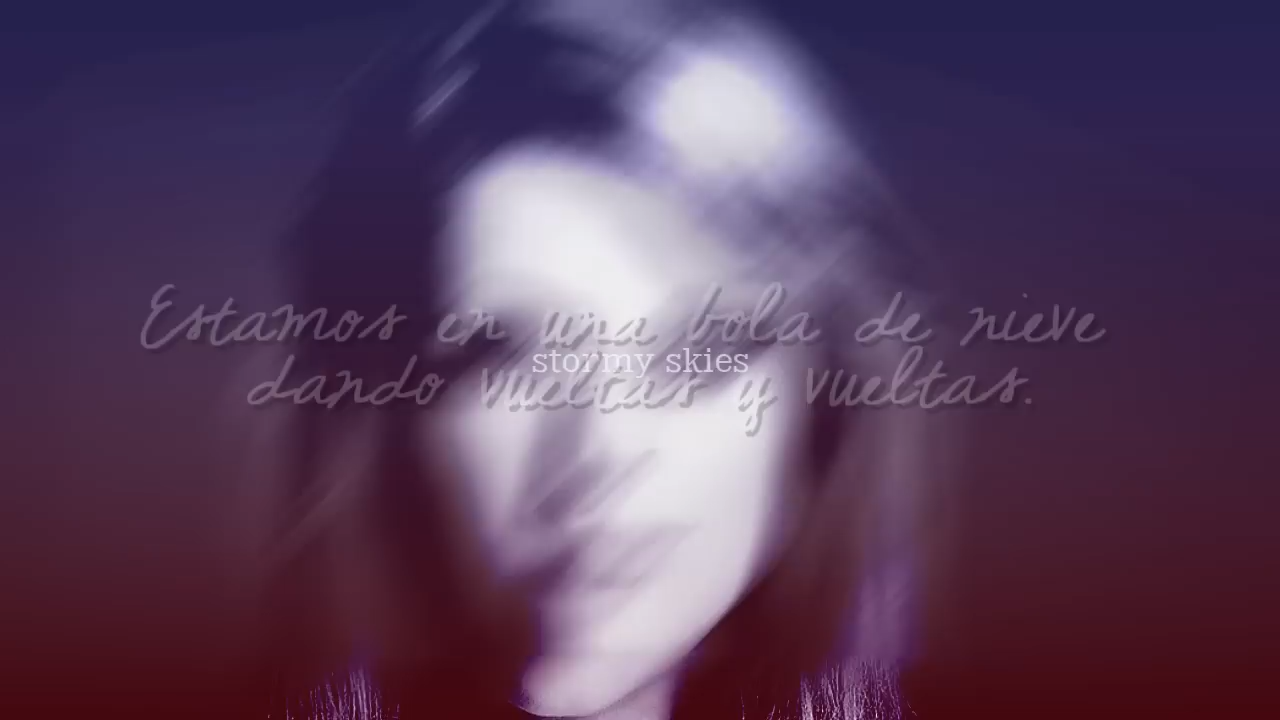 Estamos en una bola de nieve
stormy skies
dando vueltas y vueltas.